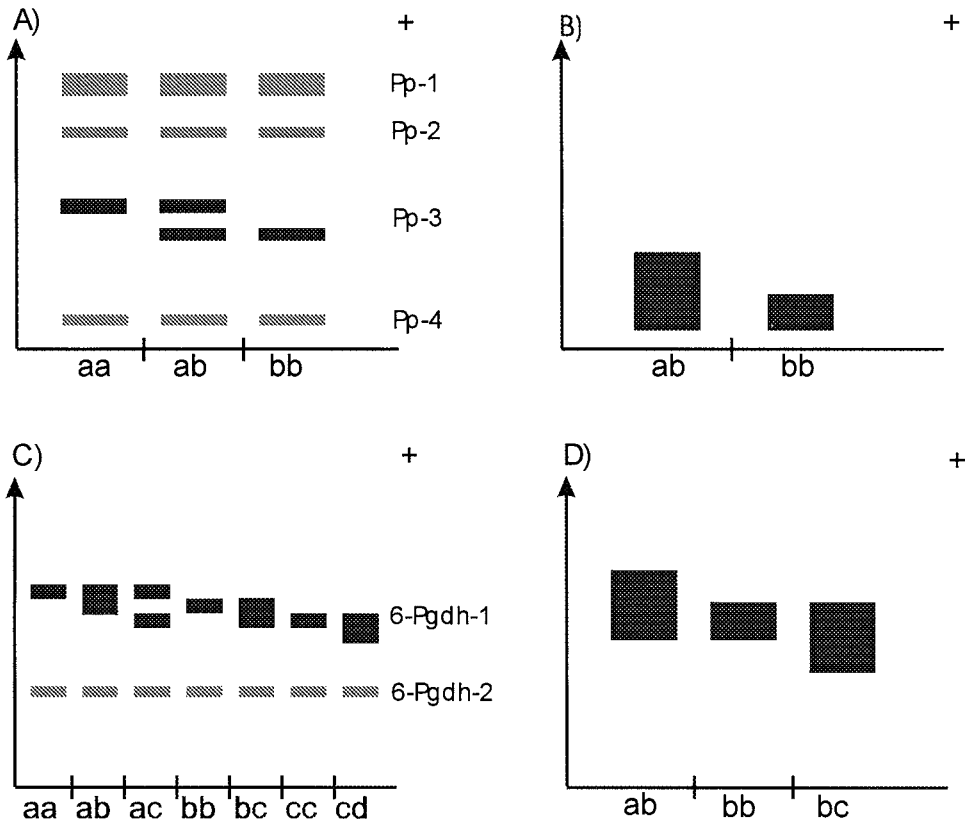 A)
+
Pp-1
Pp-2
Pp-3
Pp-4
aa ab bb
B)
+
ab bb
C)
+
6-Pgdh-1
6-Pgdh-2
aa ab ac bb bc cc cd
D)
+
ab bb bc